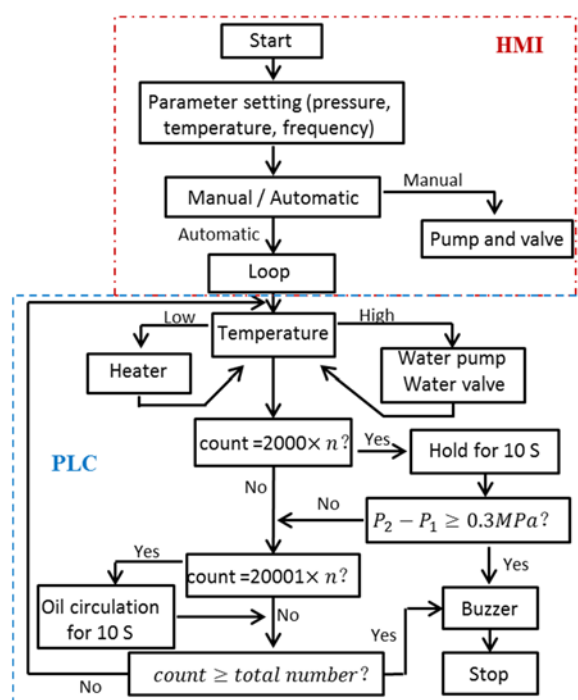 Start
HMI
Parameter setting (pressure,
temperature, frequency)
Manual / Automatic
Manual
Automatic
Pump and valve
Loop
Low
Temperature
High
Heater
Water pump
Water valve
PLC
count =2000× n?
Yes
Hold for 10 S
No
No
P₂ − P₁ ≥ 0.3MPa?
Yes
count =20001× n?
Yes
Oil circulation
for 10 S
No
Yes
Buzzer
count ≥ total number?
No
Stop